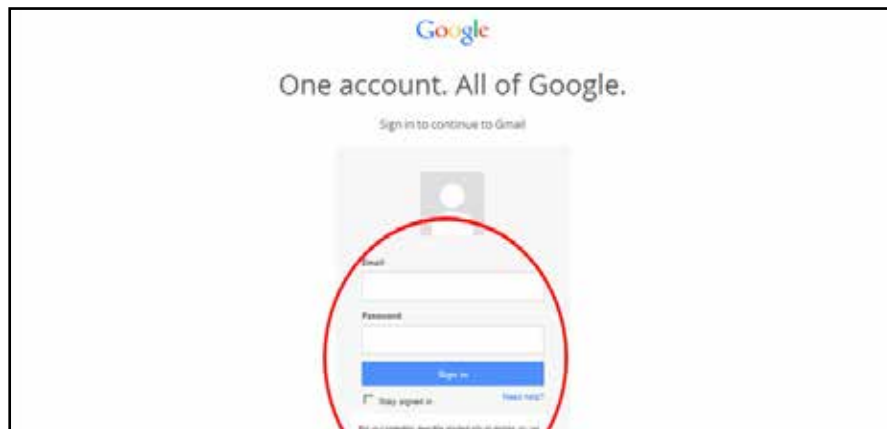 Google
One account. All of Google.
Sign in to continue to Gmail
Email
Password
Sign in
Stay signed in
Need help?